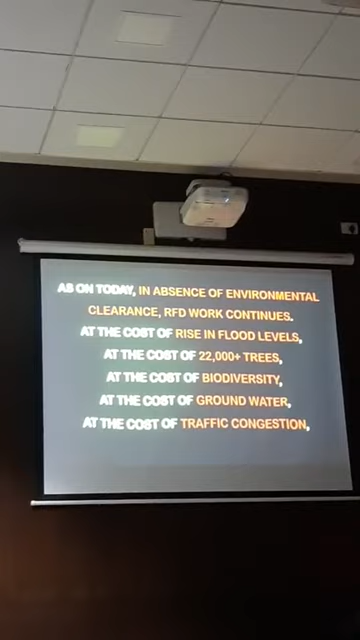 AS ON TODAY, IN ABSENCE OF ENVIRONMENTAL
CLEARANCE, RFD WORK CONTINUES.
AT THE COST OF RISE IN FLOOD LEVELS,
AT THE COST OF 22,000+ TREES,
AT THE COST OF BIODIVERSITY,
AT THE COST OF GROUND WATER,
AT THE COST OF TRAFFIC CONGESTION,